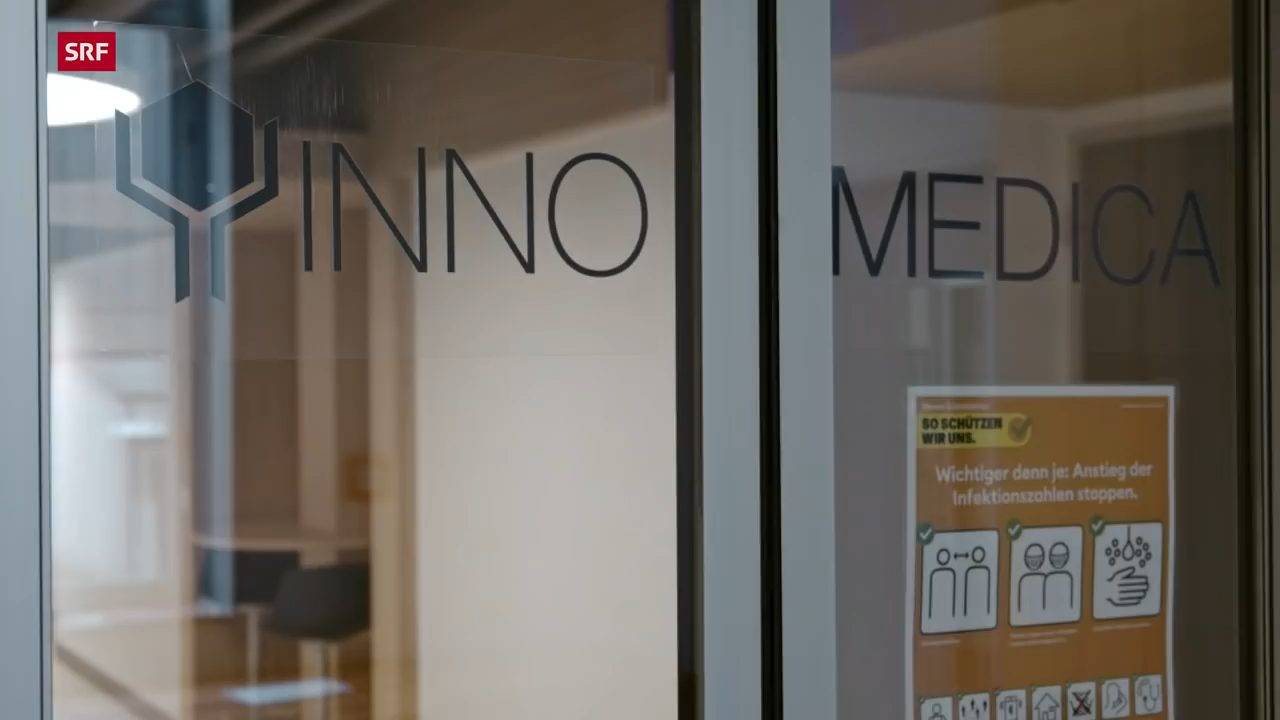 SRF
INNO MEDICA
SO SCHÜTZEN
WIR UNS.
Wichtiger denn je: Anstieg der
Infektionszahlen stoppen.